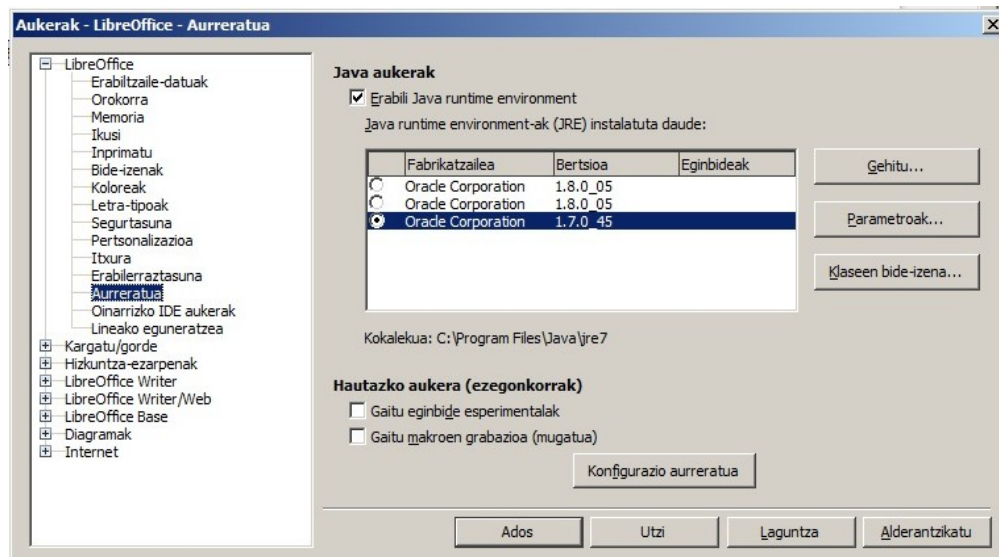 Aukerak - LibreOffice - Aurreratua
LibreOffice
Erabiltzaile-datuak
Orokorra
Memoria
Ikusi
Inprimatu
Bide-izenak
Koloreak
Letra-tipoak
Segurtasuna
Pertsonalizazioa
Itxura
Erabilerraztasuna
Aurreratua
Oinarrizko IDE aukerak
Lineako eguneratzea
Kargatu/gorde
Hizkuntza-ezarpenak
LibreOffice Writer
LibreOffice Writer/Web
LibreOffice Base
Diagramak
Internet
Java aukerak
Erabili Java runtime environment
Java runtime environment-ak (JRE) instalatuta daude:
Fabrikatzailea Bertsioa Eginbideak
Oracle Corporation 1.8.0_05
Oracle Corporation 1.8.0_05
Oracle Corporation 1.7.0_45
Gehitu...
Parametroak...
Klaseen bide-izena...
Kokalekua: C:\Program Files\Java\jre7
Hautazko aukera (ezegonkorrak)
Gaitu eginbide esperimentalak
Gaitu makroen grabazioa (mugatua)
Konfigurazio aurreratua
Ados Utzi Laguntza Alderantzikatu